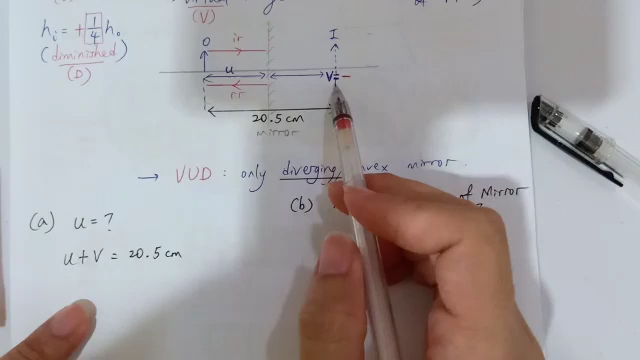 (V)
hi = +1/4 ho
(diminished)
(D)
O
ir
I
u
V = -
rr
20.5 cm
mirror
→ VUD : only diverging/ mirror.
(a) u = ?
(b) of Mirror
u + V = 20.5 cm